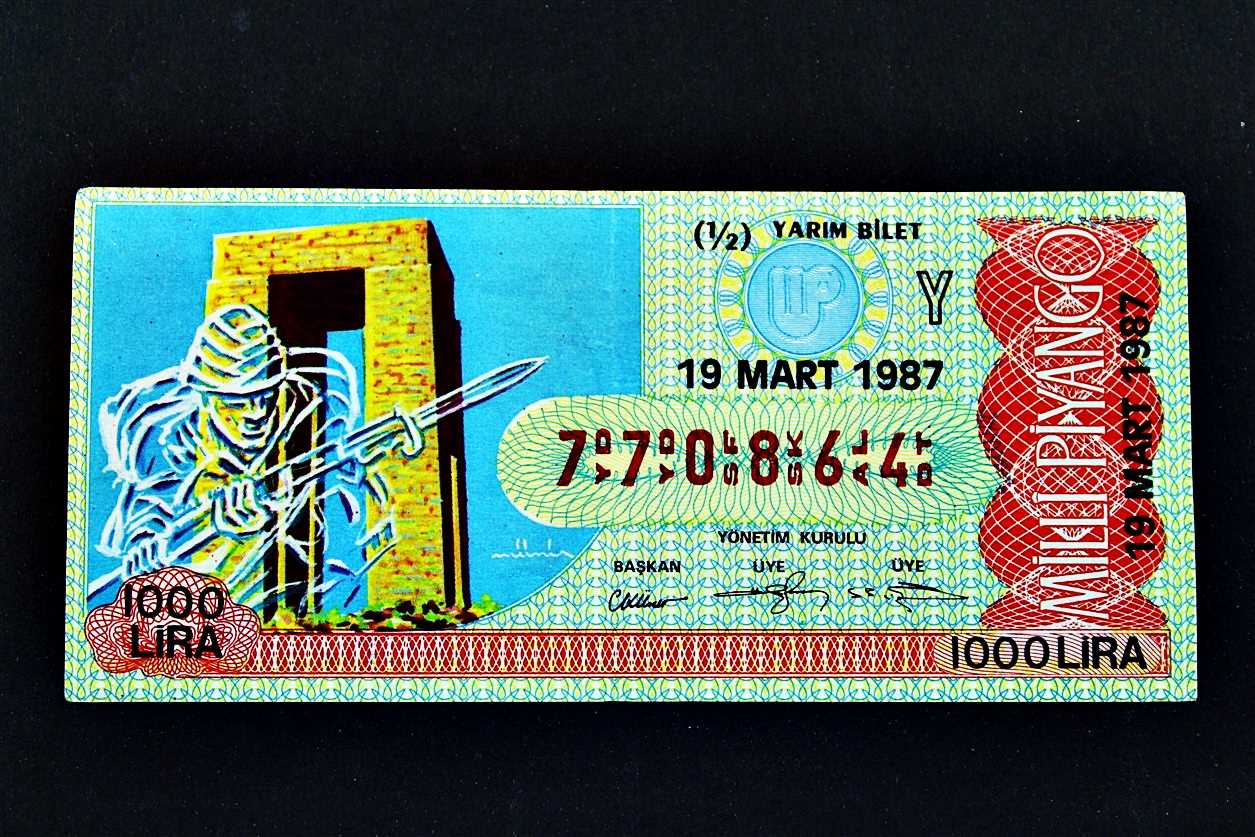 (½) YARIM BİLET
Y
19 MART 1987
770864
YÖNETİM KURULU
BAŞKAN ÜYE ÜYE
1000
LİRA
1000 LİRA
MİLLİ PİYANGO
19 MART 1987